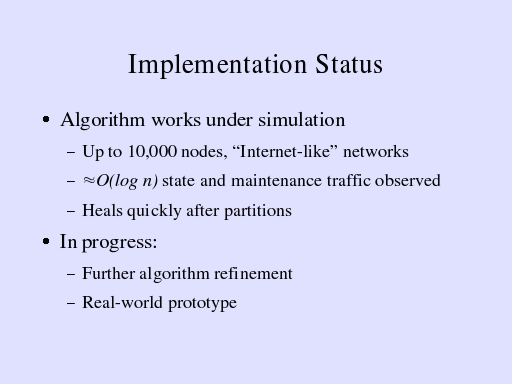 Implementation Status
• Algorithm works under simulation
– Up to 10,000 nodes, “Internet-like” networks
– ≈O(log n) state and maintenance traffic observed
– Heals quickly after partitions
• In progress:
– Further algorithm refinement
– Real-world prototype